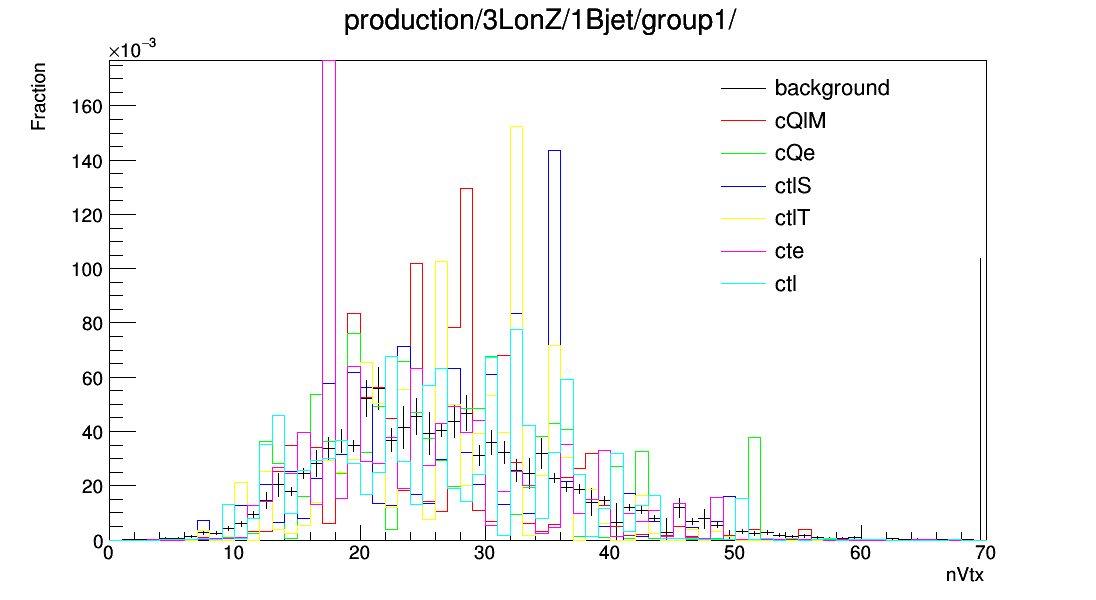 production/3LonZ/1Bjet/group1/
×10⁻³
Fraction
160
140
120
100
80
60
40
20
0
background
cQlM
cQe
ctlS
ctlT
cte
ctl
0 10 20 30 40 50 60 70
nVtx